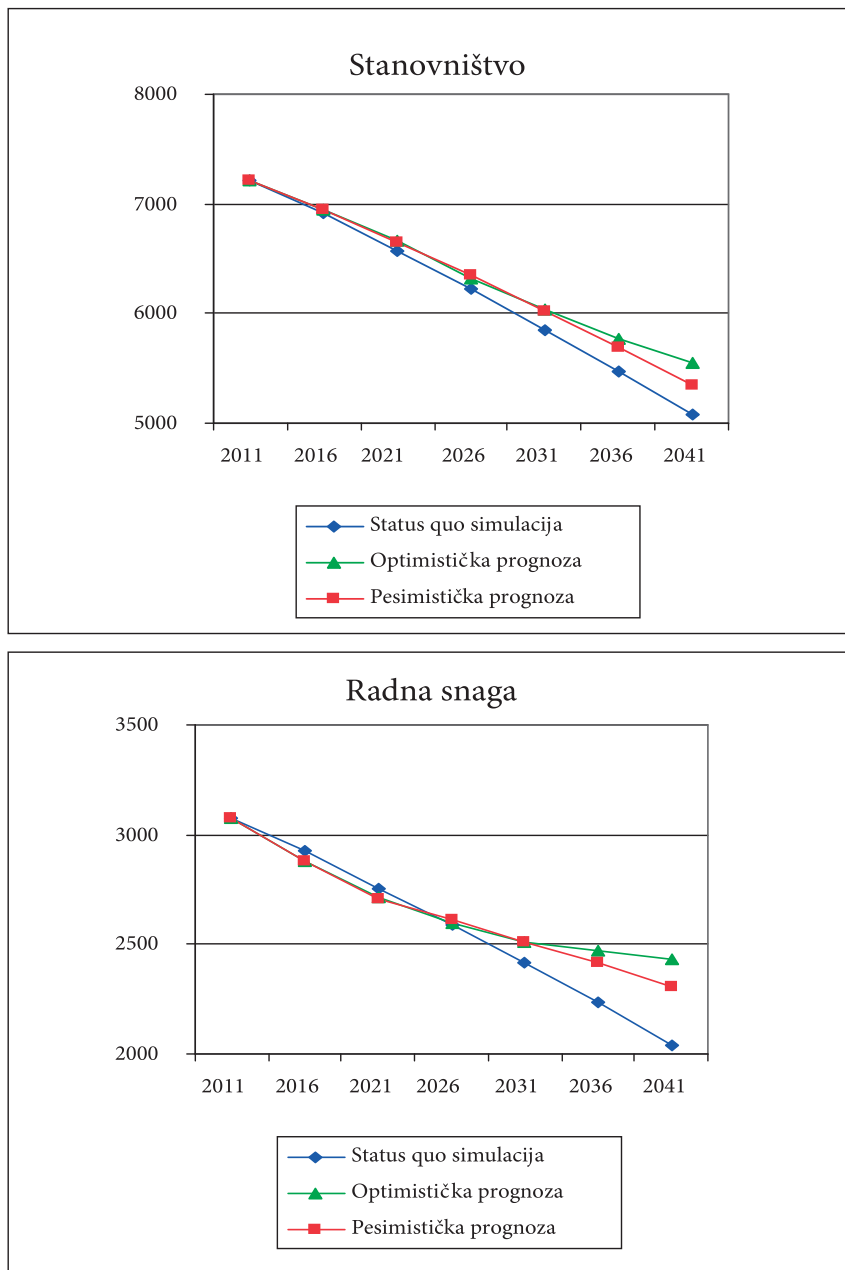 Stanovništvo
8000
7000
6000
5000
2011 2016 2021 2026 2031 2036 2041
Status quo simulacija
Optimistička prognoza
Pesimistička prognoza
Radna snaga
3500
3000
2500
2000
2011 2016 2021 2026 2031 2036 2041
Status quo simulacija
Optimistička prognoza
Pesimistička prognoza